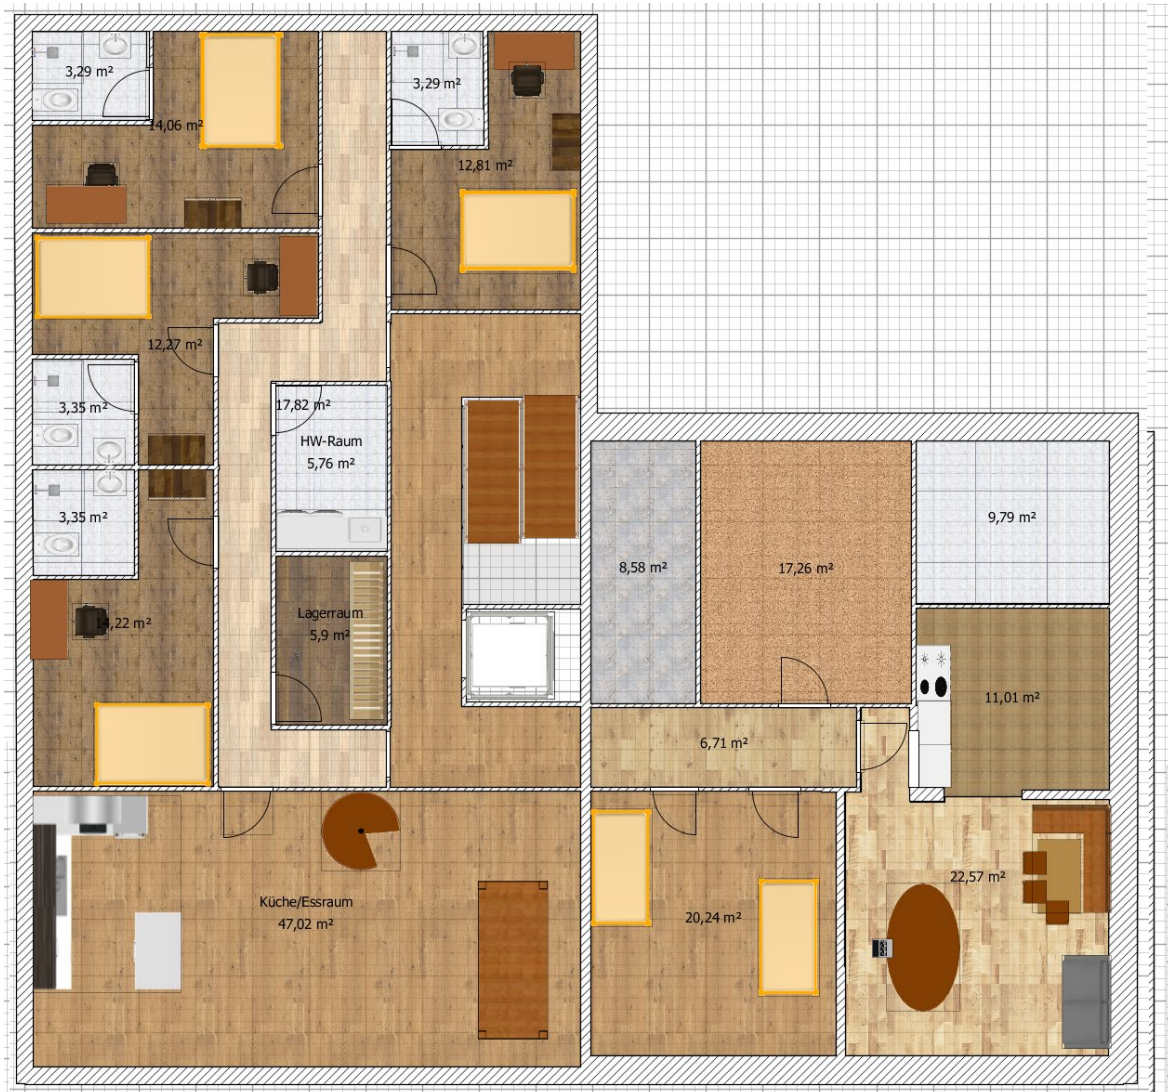 3,29 m²
3,29 m²
14,06 m²
12,81 m²
12,27 m²
3,35 m²
17,82 m²
HW-Raum
5,76 m²
3,35 m²
9,79 m²
8,58 m²
17,26 m²
Lagerraum
5,9 m²
14,22 m²
11,01 m²
6,71 m²
22,57 m²
Küche/Essraum
47,02 m²
20,24 m²